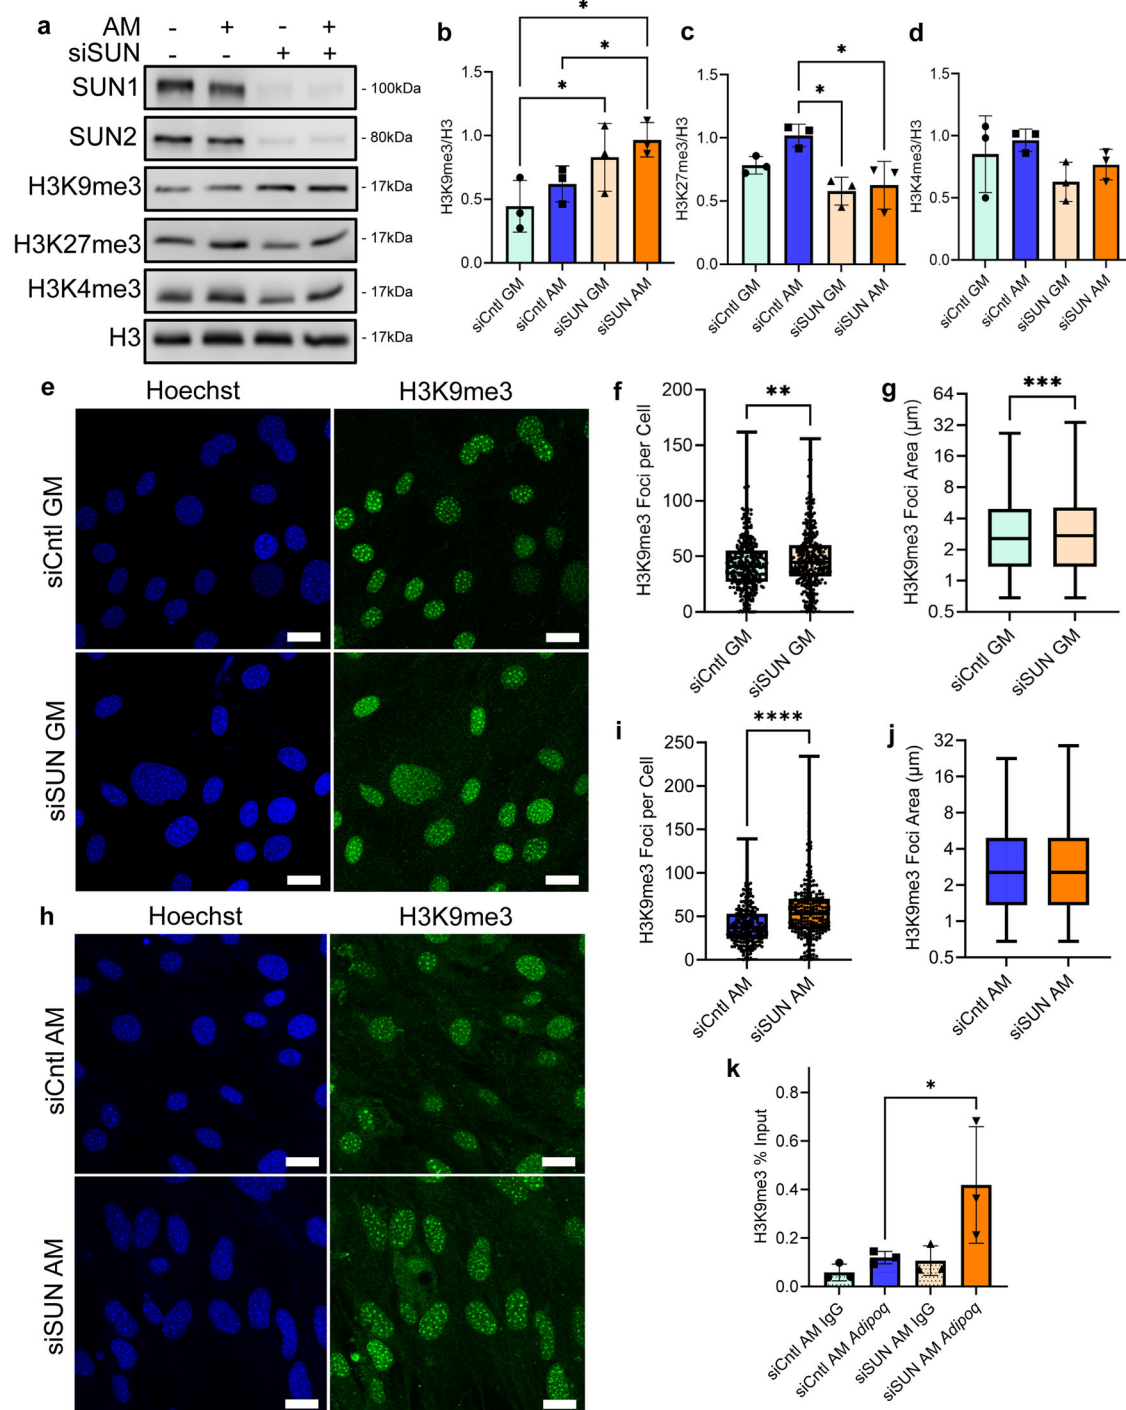 a
AM - + - +
siSUN - - + +
SUN1
- 100kDa
SUN2
- 80kDa
H3K9me3
- 17kDa
H3K27me3
- 17kDa
H3K4me3
- 17kDa
H3
- 17kDa
b
*
*
*
H3K9me3/H3
1.5
1.0
0.5
0.0
siCntl GM
siCntl AM
siSUN GM
siSUN AM
c
*
*
H3K27me3/H3
1.5
1.0
0.5
0.0
siCntl GM
siCntl AM
siSUN GM
siSUN AM
d
H3K4me3/H3
1.5
1.0
0.5
0.0
siCntl GM
siCntl AM
siSUN GM
siSUN AM
e
Hoechst
H3K9me3
siCntl GM
siSUN GM
f
**
H3K9me3 Foci per Cell
200
150
100
50
0
siCntl GM
siSUN GM
g
***
H3K9me3 Foci Area (μm)
64
32
16
8
4
2
1
0.5
siCntl GM
siSUN GM
h
Hoechst
H3K9me3
siCntl AM
siSUN AM
i
****
H3K9me3 Foci per Cell
250
200
150
100
50
0
siCntl AM
siSUN AM
j
H3K9me3 Foci Area (μm)
32
16
8
4
2
1
0.5
siCntl AM
siSUN AM
k
*
H3K9me3 % Input
0.8
0.6
0.4
0.2
0.0
siCntl AM IgG
siCntl AM Adipoq
siSUN AM IgG
siSUN AM Adipoq